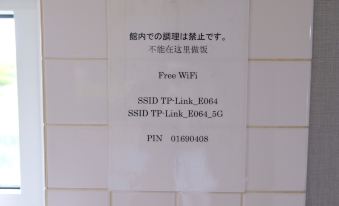 館内での調理は禁止です。
不能在这里做饭
Free WiFi
SSID TP-Link_E064
SSID TP-Link_E064_5G
PIN 01690408